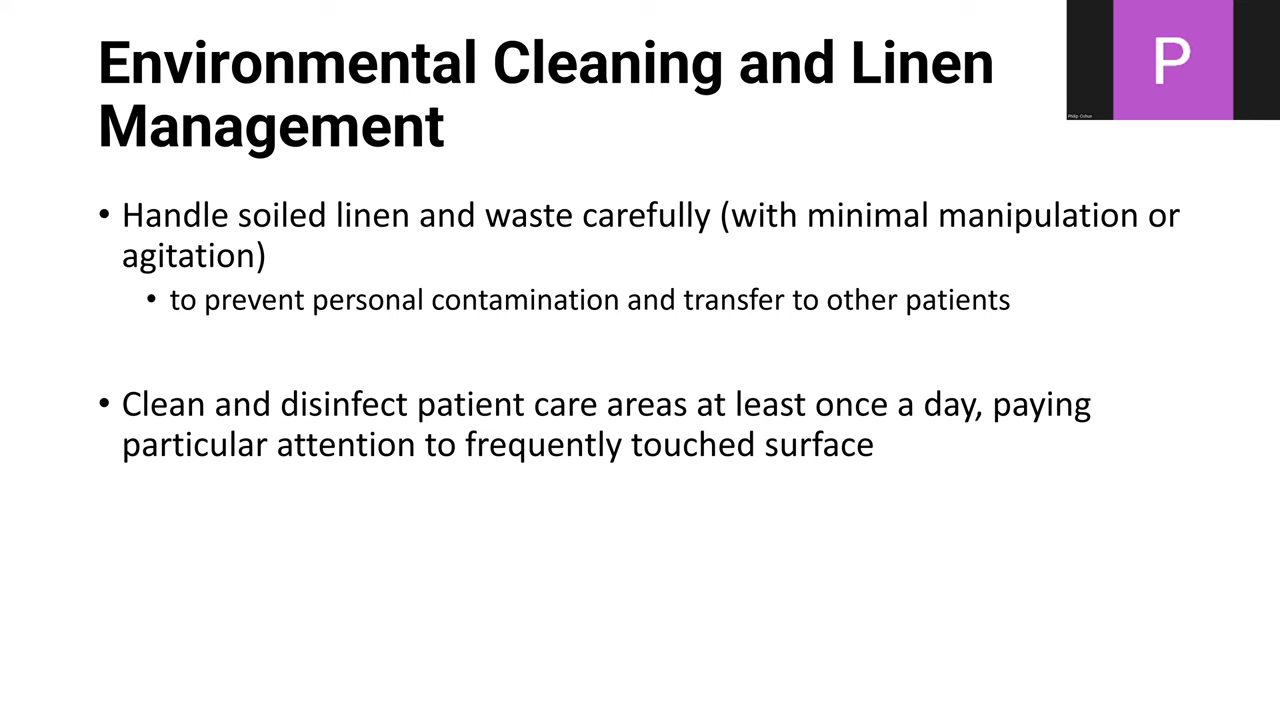 Environmental Cleaning and Linen
Management
P
Philip Oshun
• Handle soiled linen and waste carefully (with minimal manipulation or
agitation)
• to prevent personal contamination and transfer to other patients
• Clean and disinfect patient care areas at least once a day, paying
particular attention to frequently touched surface